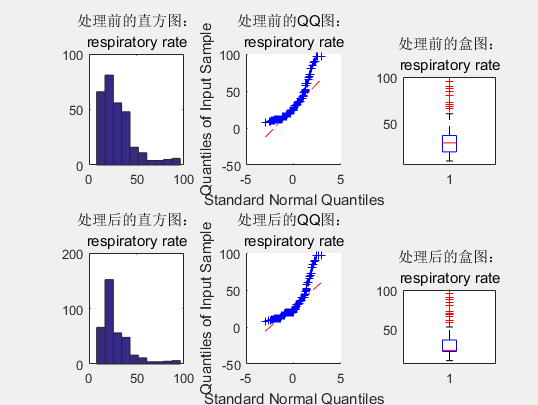 处理前的直方图：
respiratory rate
100
50
0
0
50
100
处理前的QQ图：
respiratory rate
Quantiles of Input Sample
100
50
0
-50
-5
0
5
Standard Normal Quantiles
处理前的盒图：
respiratory rate
100
50
1
处理后的直方图：
respiratory rate
200
100
0
0
50
100
处理后的QQ图：
respiratory rate
Quantiles of Input Sample
100
50
0
-50
-5
0
5
Standard Normal Quantiles
处理后的盒图：
respiratory rate
100
50
1